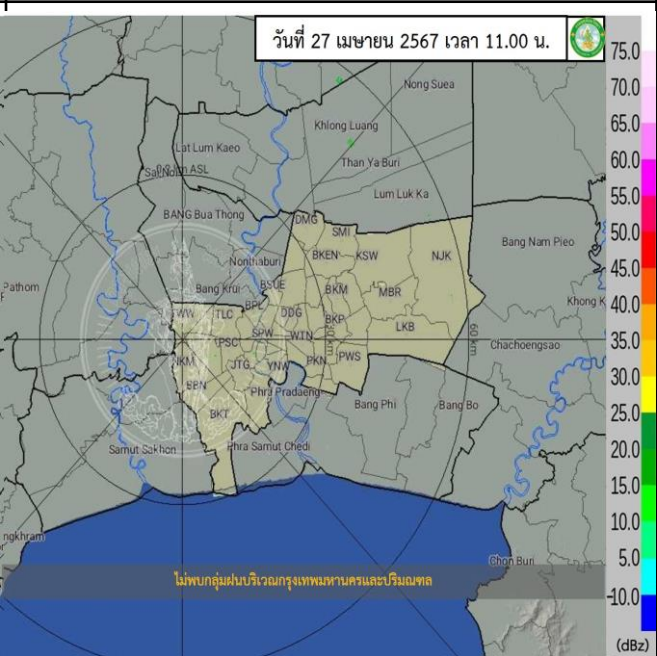 วันที่ 27 เมษายน 2567 เวลา 11.00 น.
75.0
70.0
65.0
60.0
55.0
50.0
45.0
40.0
35.0
30.0
25.0
20.0
15.0
10.0
5.0
-10.0
(dBz)
Nong Suea
Khlong Luang
Lat Lum Kaeo
ASL
Than Ya Buri
Lum Luk Ka
BANG Bua Thong
DMG
SMI
Bang Nam Pieo
Nonthaburi
BKEN
KSW
NJK
Pathom
Bang Krui
BSUE
BKM
MBR
Khong K
BPL
TWW
TLC
DDG
BKP
LKB
SPW
PSC
WTN
30 km
60 km
Chachoengsao
NKM
JTG
YNW
PKN
PWS
BBN
Phra Pradaeng
BKT
Bang Phi
Bang Bo
Samut Sakhon
Phra Samut Chedi
ngkhram
Chon Buri
ไม่พบกลุ่มฝนบริเวณกรุงเทพมหานครและปริมณฑล